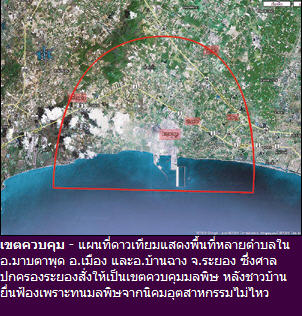 เขตควบคุม - แผนที่ดาวเทียมแสดงพื้นที่หลายตำบลใน
อ.มาบตาพุด อ.เมือง และอ.บ้านฉาง จ.ระยอง ซึ่งศาล
ปกครองระยองสั่งให้เป็นเขตควบคุมมลพิษ หลังชาวบ้าน
ยื่นฟ้องเพราะทนมลพิษจากนิคมอุตสาหกรรมไม่ไหว